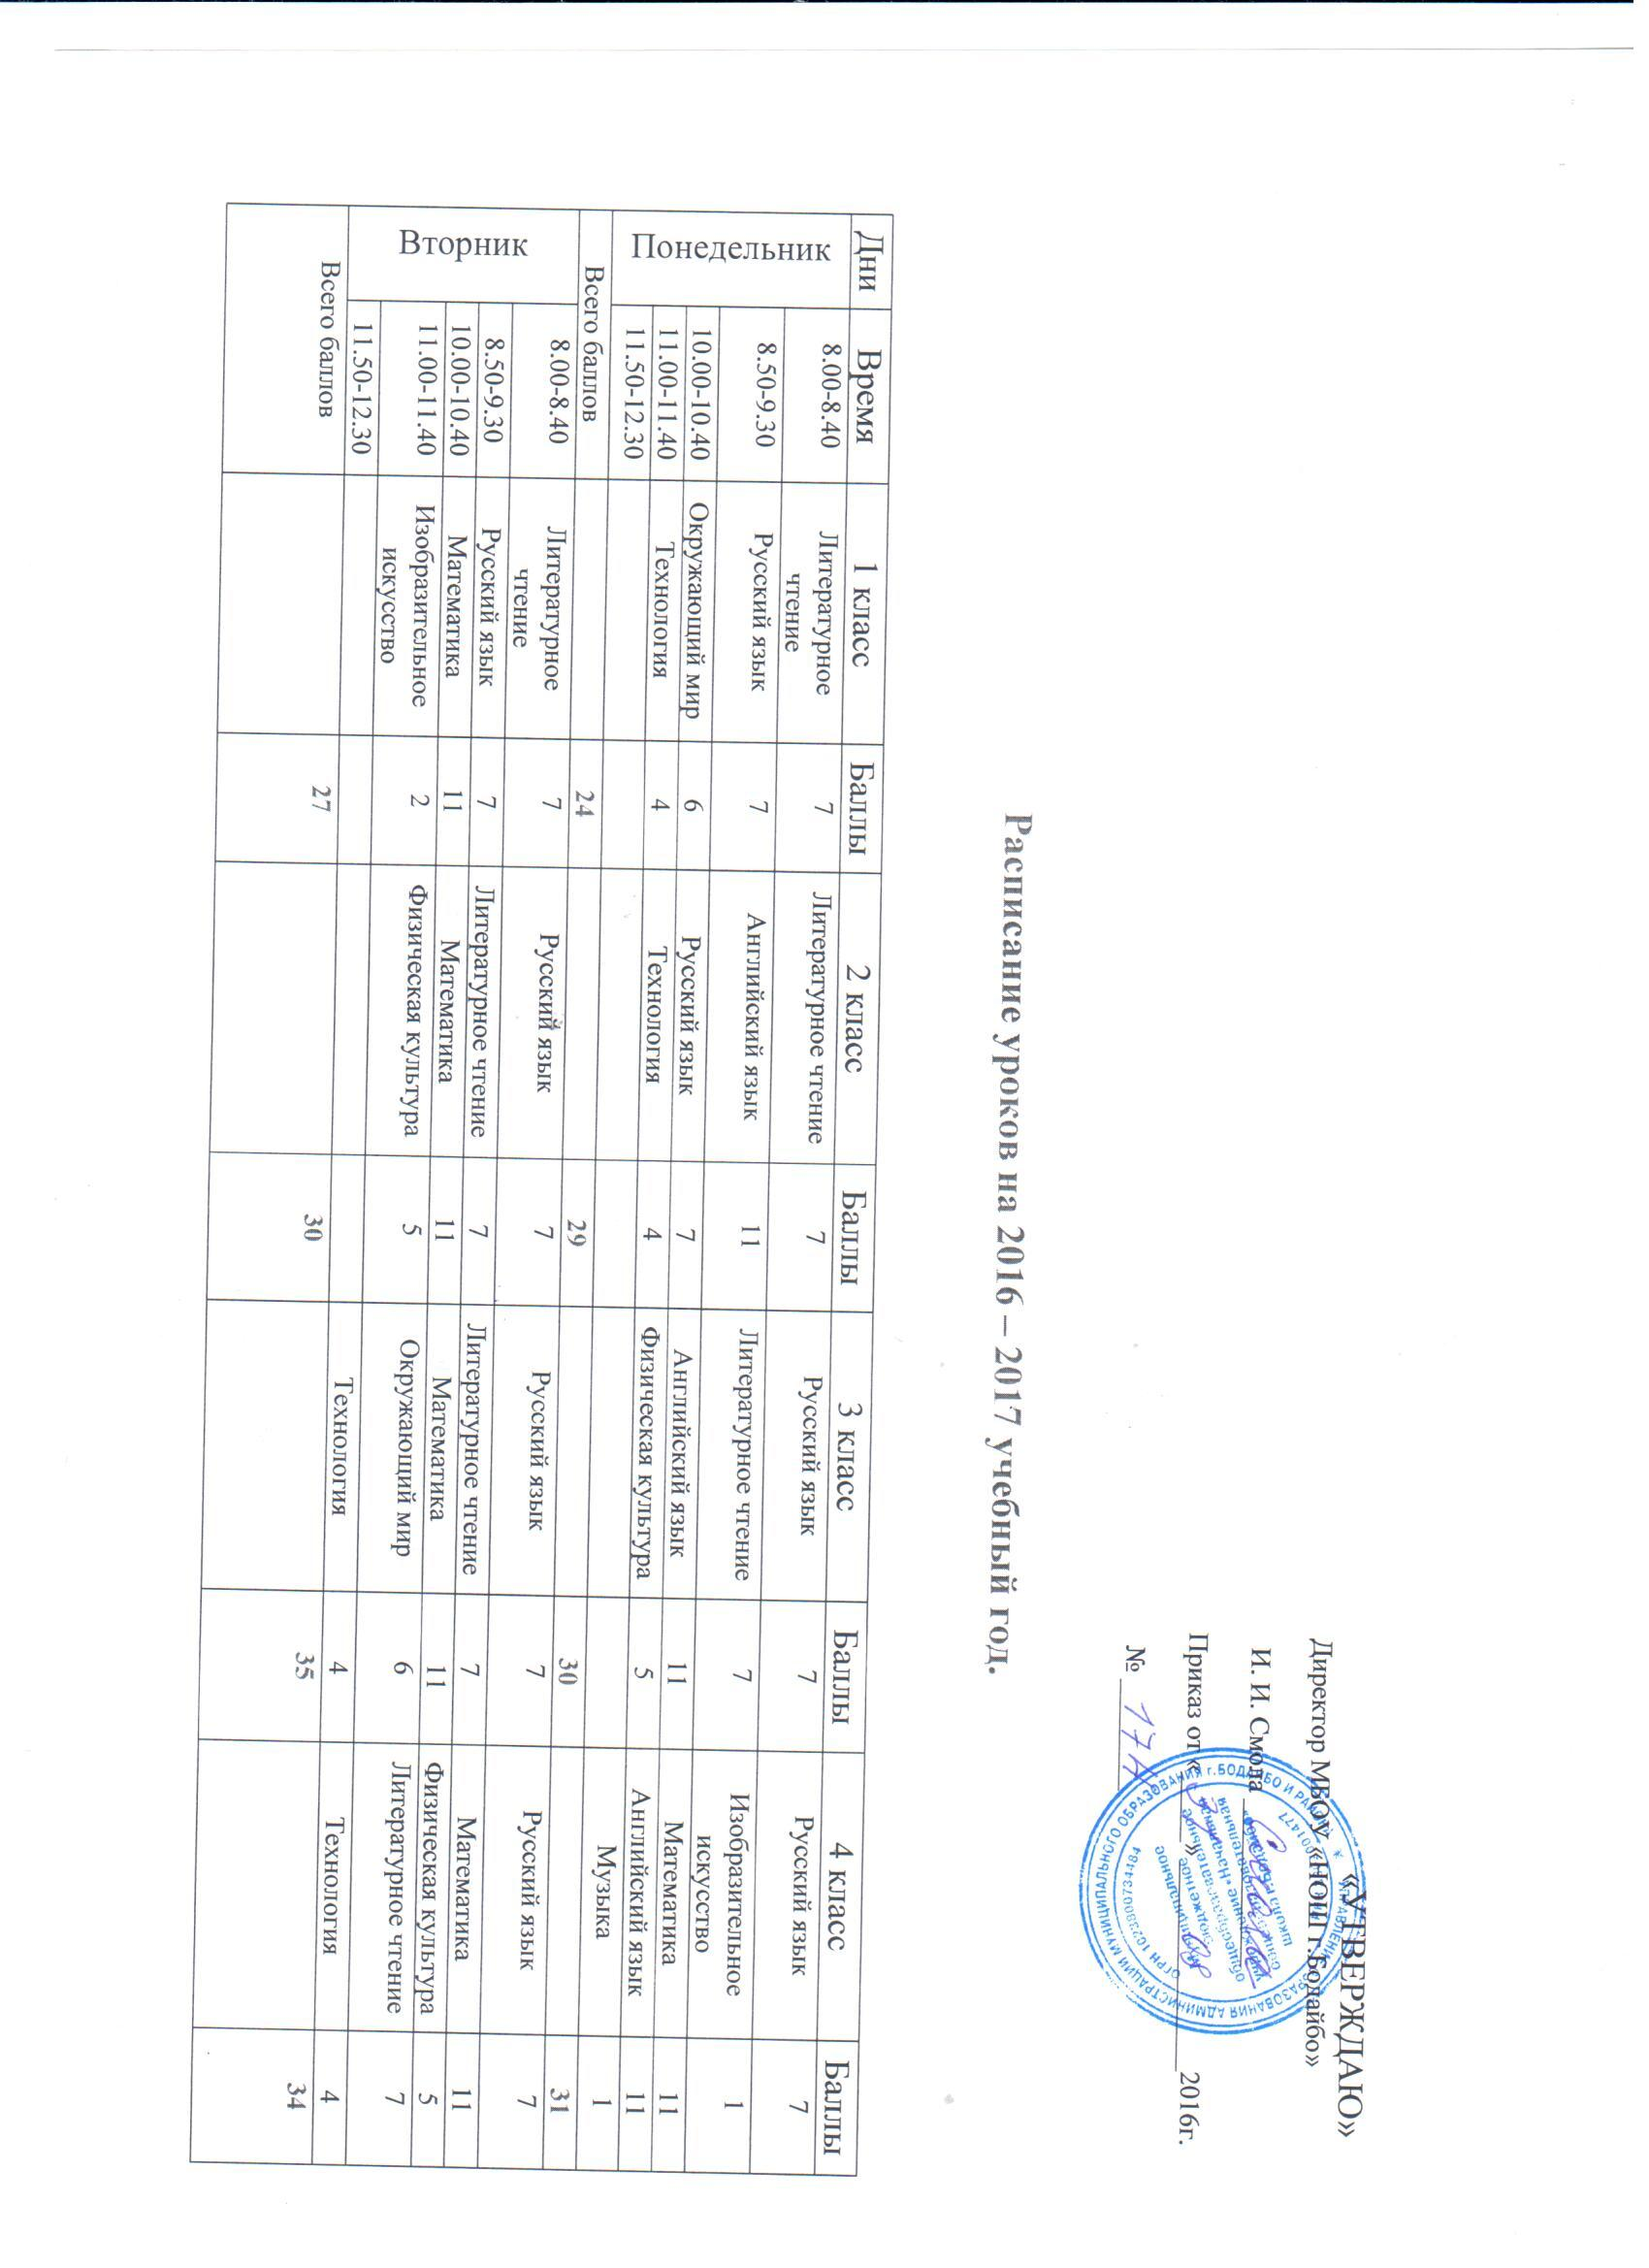 «УТВЕРЖДАЮ»
Директор МБОУ «НОШ г.Бодайбо»
И. И. Смола
Приказ от « » 2016г.
№
Расписание уроков на 2016 – 2017 учебный год.
Дни Время 1 класс Баллы 2 класс Баллы 3 класс Баллы 4 класс Баллы
Понедельник
8.00-8.40 Литературное чтение 7 Литературное чтение 7 Русский язык 7 Русский язык 7
8.50-9.30 Русский язык 7 Английский язык 11 Литературное чтение 7 Изобразительное искусство 1
10.00-10.40 Окружающий мир 6 Русский язык 7 Английский язык 11 Математика 11
11.00-11.40 Технология 4 Технология 4 Физическая культура 5 Английский язык 11
11.50-12.30 Музыка 1
Всего баллов 24 29 30 31
Вторник
8.00-8.40 Литературное чтение 7 Русский язык 7 Русский язык 7 Русский язык 7
8.50-9.30 Русский язык 7 Литературное чтение 7 Литературное чтение 7 Математика 11
10.00-10.40 Математика 11 Математика 11 Математика 11 Физическая культура 5
11.00-11.40 Изобразительное искусство 2 Физическая культура 5 Окружающий мир 6 Литературное чтение 7
11.50-12.30 Технология 4 Технология 4
Всего баллов 27 30 35 34